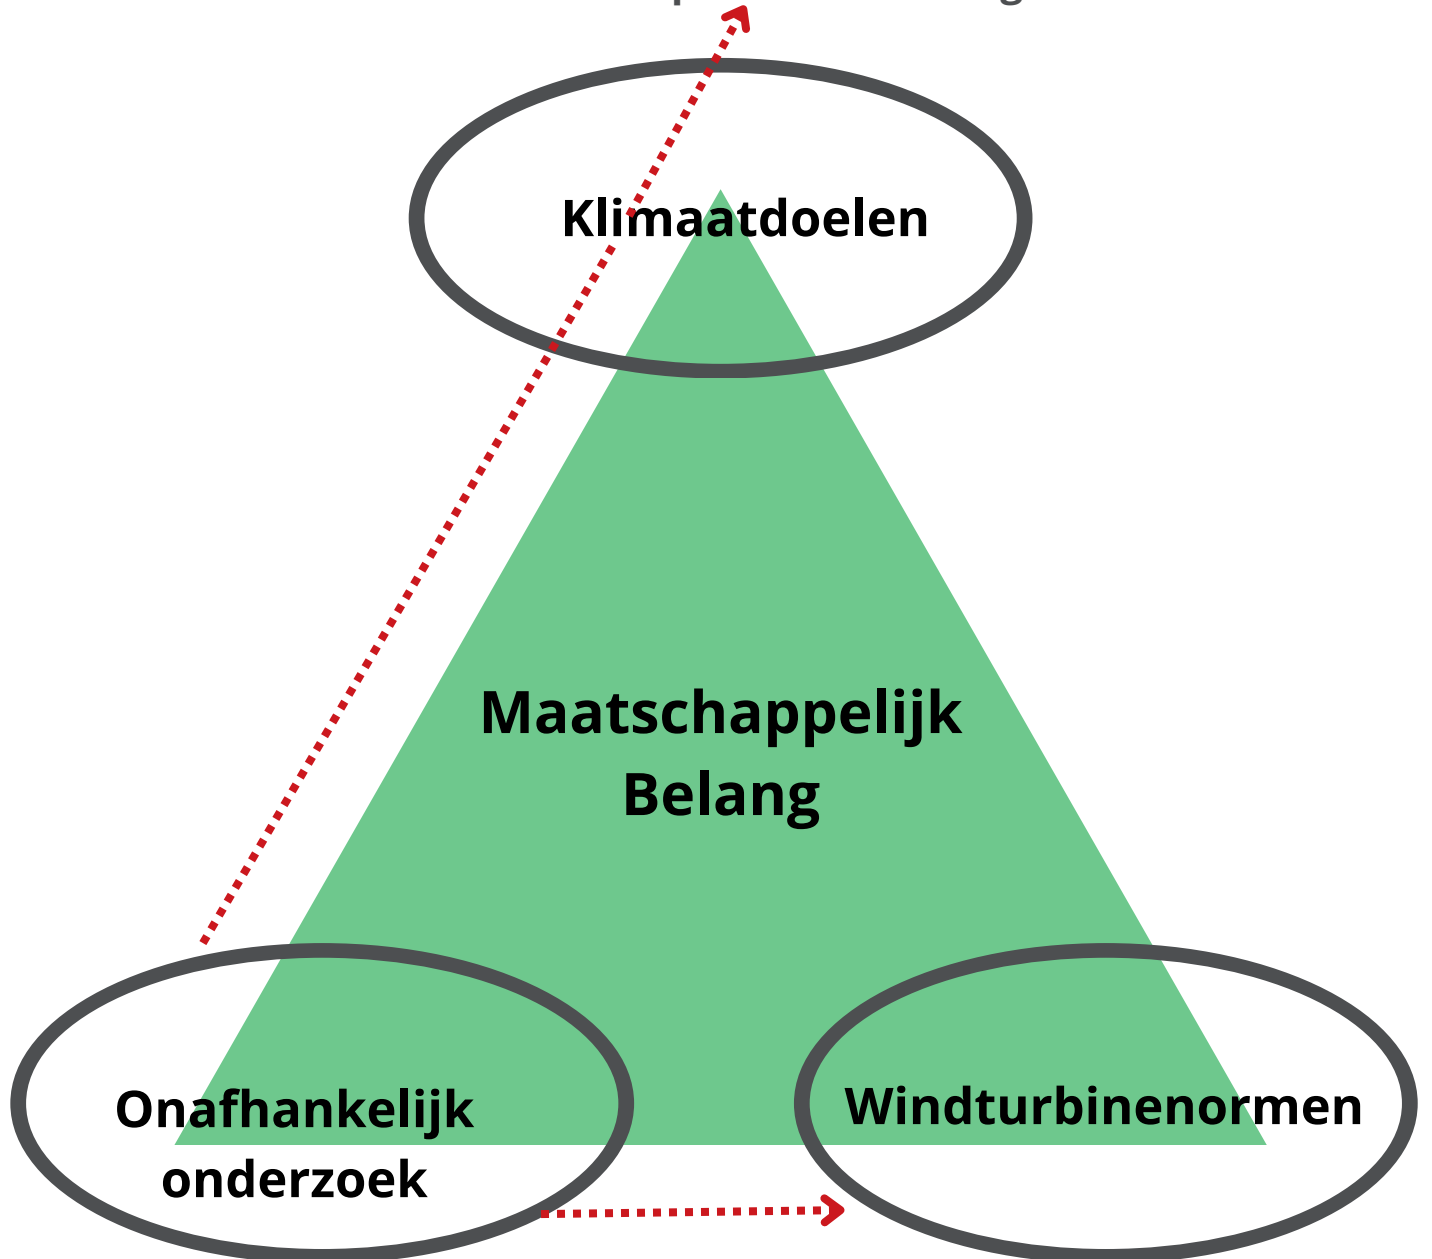 Klimaatdoelen
Maatschappelijk
Belang
Onafhankelijk
onderzoek
Windturbinenormen